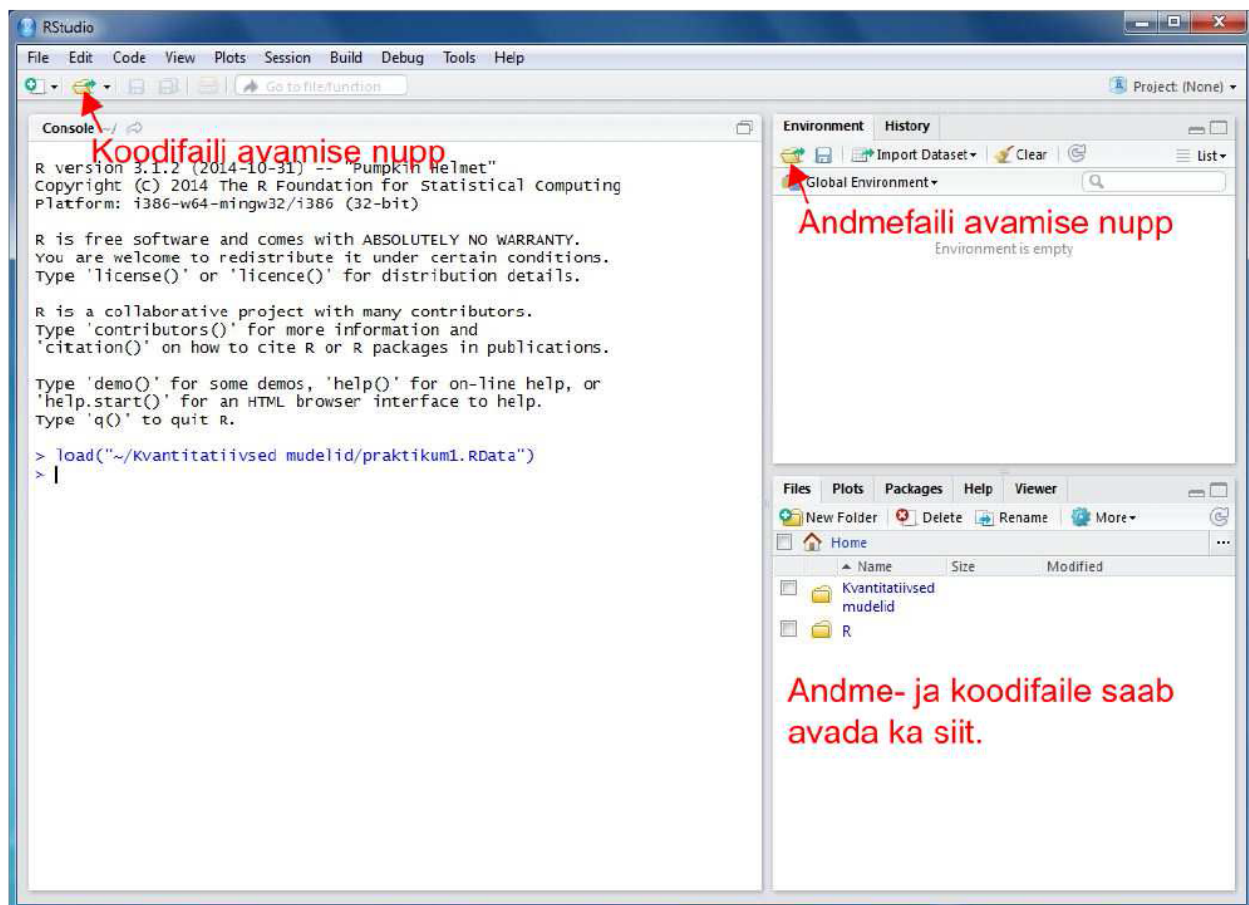 RStudio
File Edit Code View Plots Session Build Debug Tools Help
Go to file/function
Project: (None)
Console ~/
Koodifaili avamise nupp
R version 3.1.2 (2014-10-31) -- "Pumpkin Helmet"
Copyright (C) 2014 The R Foundation for Statistical Computing
Platform: i386-w64-mingw32/i386 (32-bit)
R is free software and comes with ABSOLUTELY NO WARRANTY.
You are welcome to redistribute it under certain conditions.
Type 'license()' or 'licence()' for distribution details.
R is a collaborative project with many contributors.
Type 'contributors()' for more information and
'citation()' on how to cite R or R packages in publications.
Type 'demo()' for some demos, 'help()' for on-line help, or
'help.start()' for an HTML browser interface to help.
Type 'q()' to quit R.
> load("~/Kvantitatiivsed mudelid/praktikum1.RData")
>
Environment History
Import Dataset Clear List
Global Environment
Andmefaili avamise nupp
Environment is empty
Files Plots Packages Help Viewer
New Folder Delete Rename More
Home ...
Name Size Modified
Kvantitatiivsed
mudelid
R
Andme- ja koodifaile saab
avada ka siit.